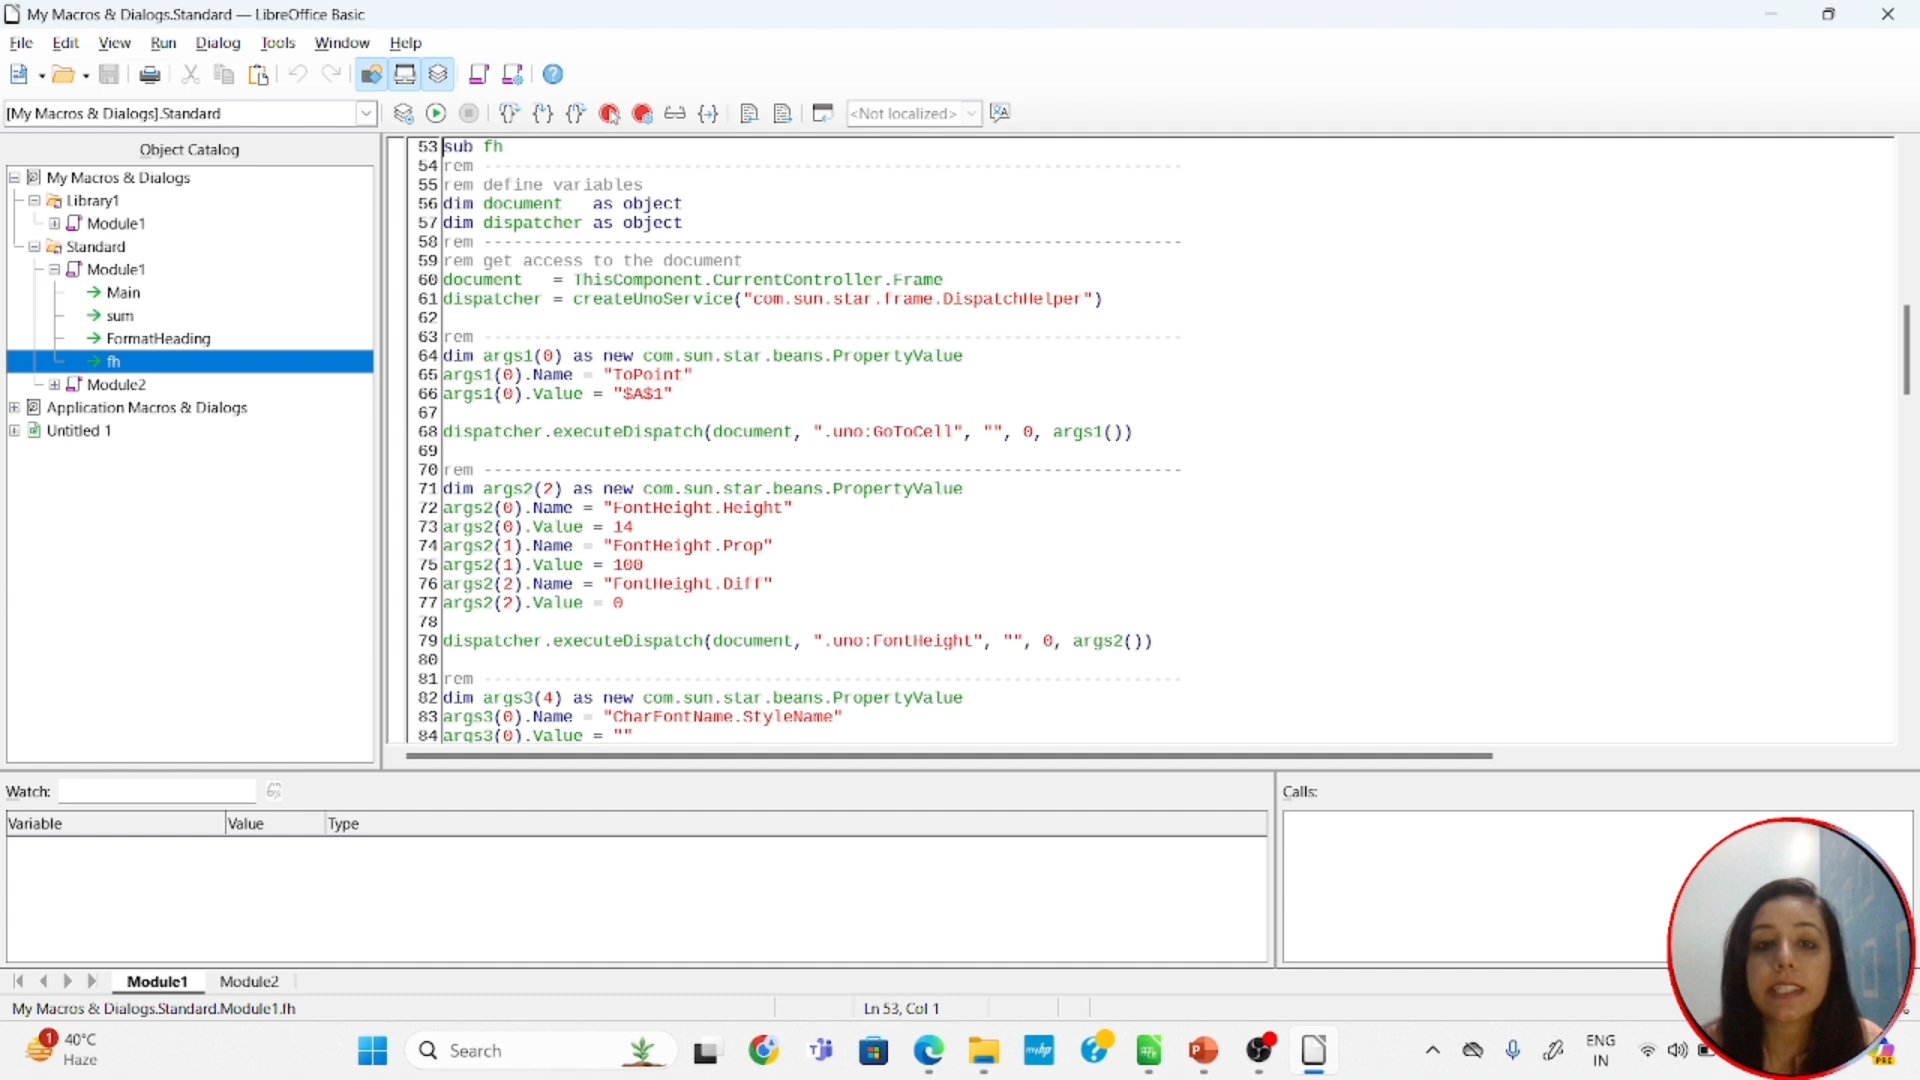 My Macros & Dialogs.Standard — LibreOffice Basic
File Edit View Run Dialog Tools Window Help
[My Macros & Dialogs].Standard
<Not localized>
Object Catalog
My Macros & Dialogs
Library1
Module1
Standard
Module1
Main
sum
FormatHeading
fh
Module2
Application Macros & Dialogs
Untitled 1
53 sub fh
54 rem ----------------------------------------------------------------------
55 rem define variables
56 dim document   as object
57 dim dispatcher as object
58 rem ----------------------------------------------------------------------
59 rem get access to the document
60 document   = ThisComponent.CurrentController.Frame
61 dispatcher = createUnoService("com.sun.star.frame.DispatchHelper")
62
63 rem ----------------------------------------------------------------------
64 dim args1(0) as new com.sun.star.beans.PropertyValue
65 args1(0).Name = "ToPoint"
66 args1(0).Value = "$A$1"
67
68 dispatcher.executeDispatch(document, ".uno:GoToCell", "", 0, args1())
69
70 rem ----------------------------------------------------------------------
71 dim args2(2) as new com.sun.star.beans.PropertyValue
72 args2(0).Name = "FontHeight.Height"
73 args2(0).Value = 14
74 args2(1).Name = "FontHeight.Prop"
75 args2(1).Value = 100
76 args2(2).Name = "FontHeight.Diff"
77 args2(2).Value = 0
78
79 dispatcher.executeDispatch(document, ".uno:FontHeight", "", 0, args2())
80
81 rem ----------------------------------------------------------------------
82 dim args3(4) as new com.sun.star.beans.PropertyValue
83 args3(0).Name = "CharFontName.StyleName"
84 args3(0).Value = ""
Watch:
Calls:
Variable Value Type
Module1 Module2
My Macros & Dialogs.Standard.Module1.fh
Ln 53, Col 1
1
40°C
Haze
Search
myhp
ENG
IN
PRE